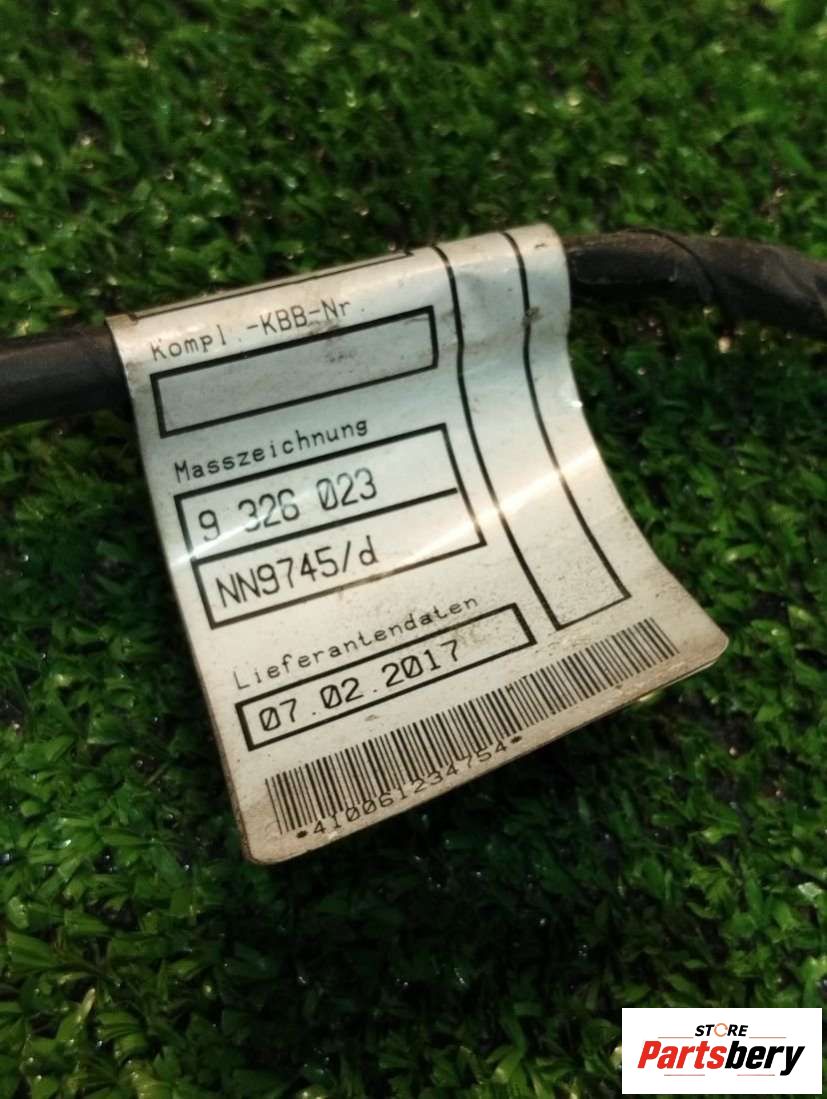 Kompl.-KBB-Nr.
Masszeichnung
9 326 023
NN9745/d
Lieferantendaten
07.02.2017
*410061234754*
STORE
Partsbery